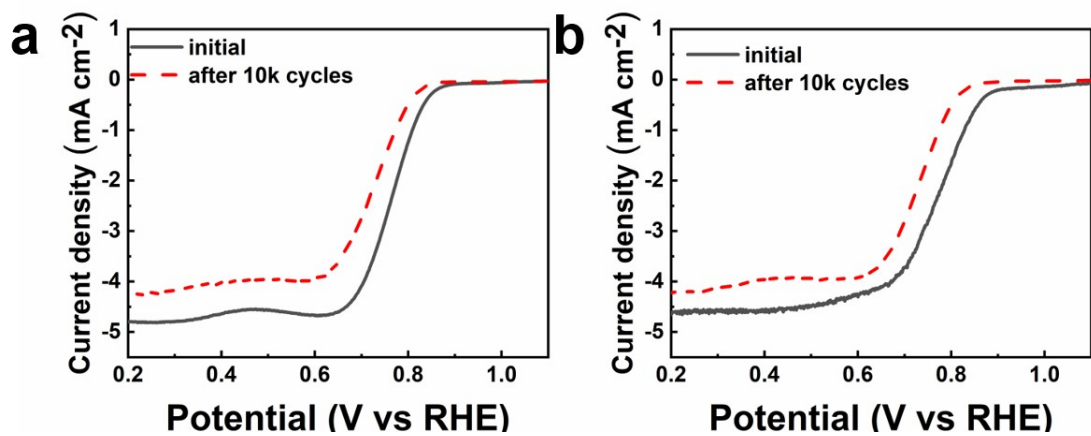 a
1
0
-1
-2
-3
-4
-5
initial
after 10k cycles
Current density (mA cm-2)
0.2 0.4 0.6 0.8 1.0
Potential (V vs RHE)
b
1
0
-1
-2
-3
-4
-5
initial
after 10k cycles
Current density (mA cm-2)
0.2 0.4 0.6 0.8 1.0
Potential (V vs RHE)